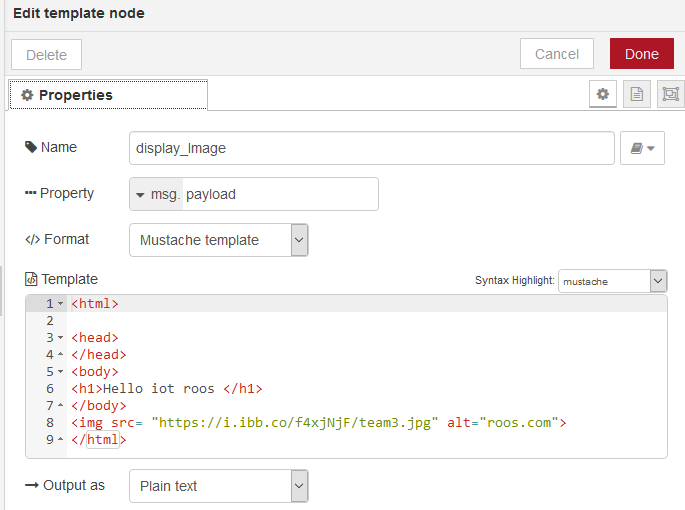 Edit template node
Delete
Cancel
Done
Properties
Name
display_Image
Property
msg. payload
Format
Mustache template
Template
Syntax Highlight:
mustache
1 <html>
2
3 <head>
4 </head>
5 <body>
6 <h1>Hello iot roos </h1>
7 </body>
8 <img src= "https://i.ibb.co/f4xjNjF/team3.jpg" alt="roos.com">
9 </html>
Output as
Plain text